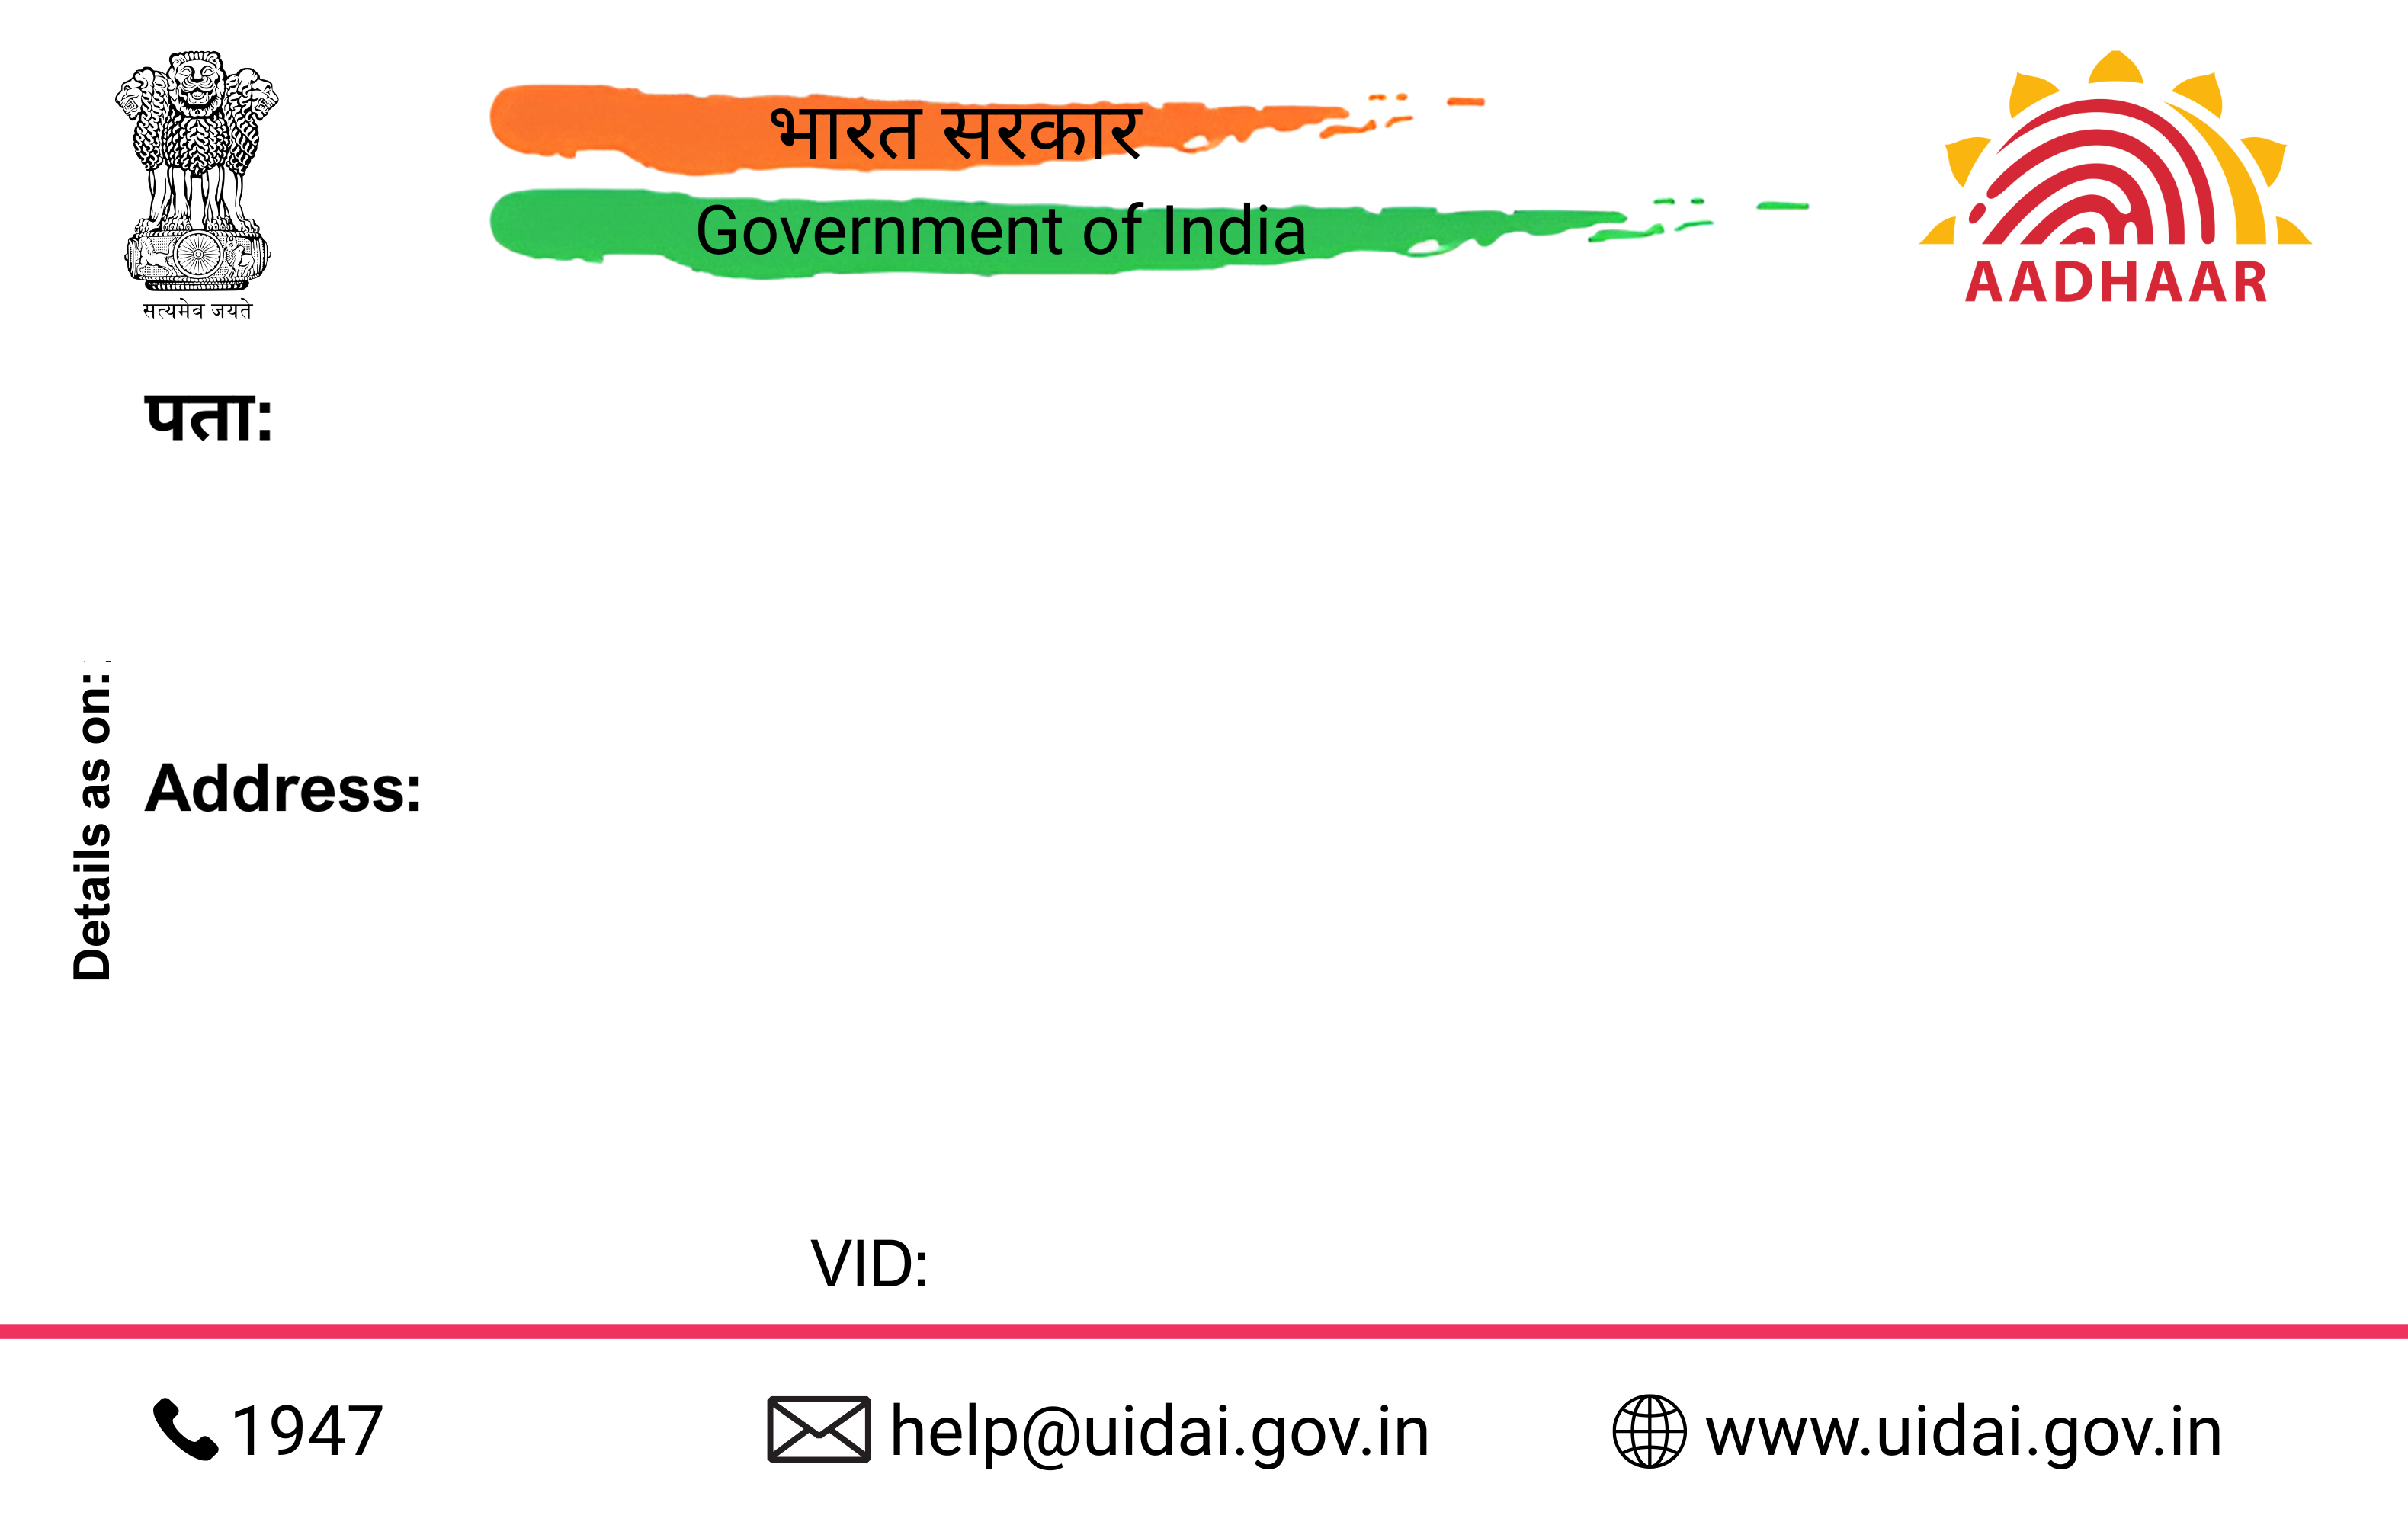 भारत सरकार
Government of India
सत्यमेव जयते
AADHAAR
पता:
Details as on:
Address:
VID:
1947
help@uidai.gov.in
www.uidai.gov.in